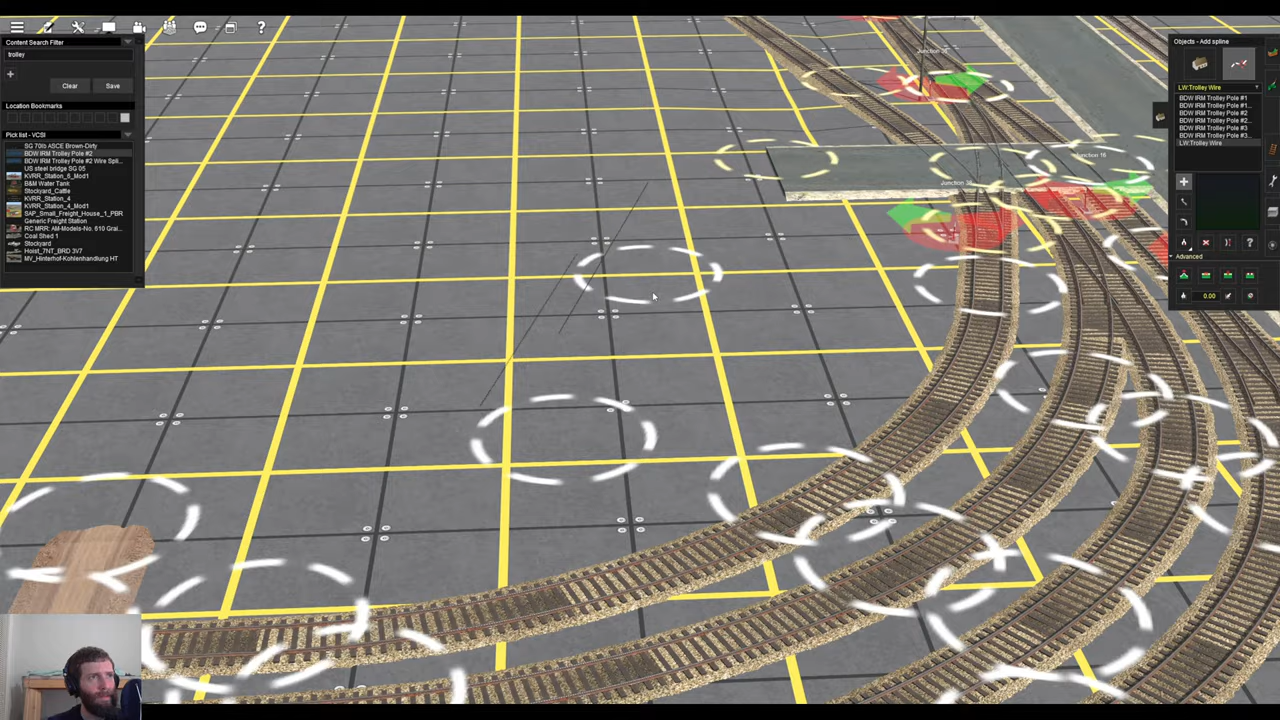 Content Search Filter
trolley
Clear
Save
Location Bookmarks
Pick list - VCSI
SG 70lb ASCE Brown-Dirty
BDW IRM Trolley Pole #2
BDW IRM Trolley Pole #2 Wire Spli...
US steel bridge SG 05
KVRR_Station_6_Mod1
B&M Water Tank
Stockyard_Cattle
KVRR_Station_4
KVRR_Station_4_Mod1
SAP_Small_Freight_House_1_PBR
Generic Freight Station
RC MRR: AM-Models-No. 610 Grai...
Coal Shed 1
Stockyard
Hoist_7NT_BRD 3V7
MV_Hinterhof-Kohlenhandlung HT
Junction 16
Objects - Add spline
LW:Trolley Wire
BDW IRM Trolley Pole #1
BDW IRM Trolley Pole #1...
BDW IRM Trolley Pole #2
BDW IRM Trolley Pole #2...
BDW IRM Trolley Pole #3
BDW IRM Trolley Pole #3...
LW:Trolley Wire
Advanced
0.00